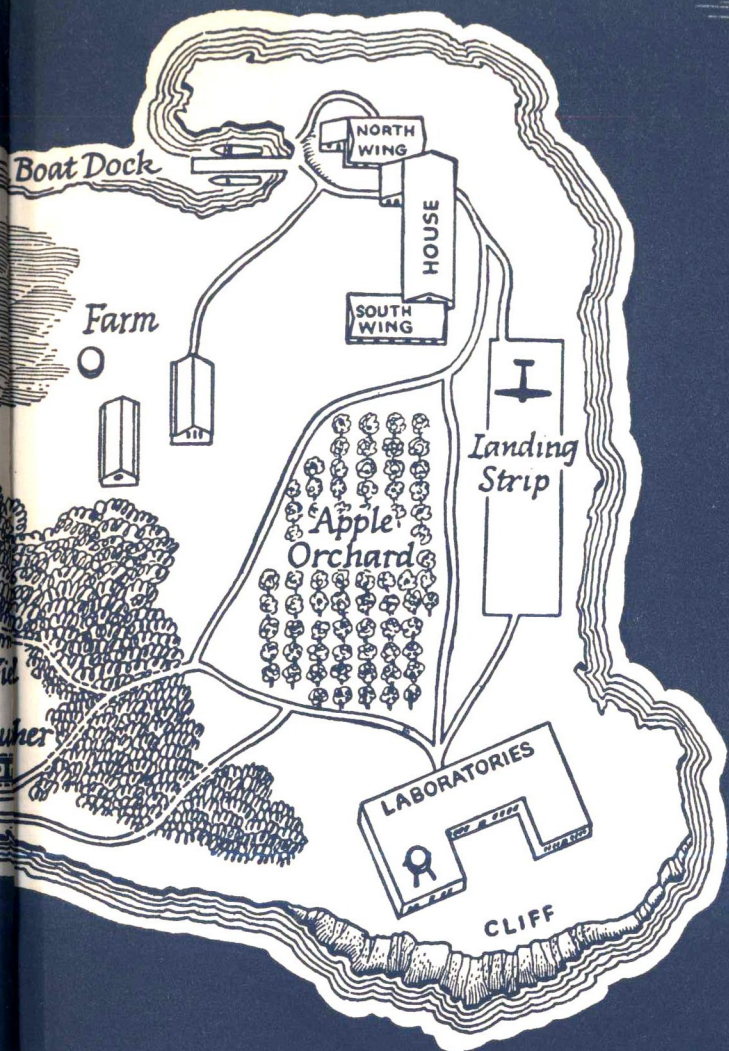 NORTH
WING
Boat Dock
HOUSE
SOUTH
WING
Farm
Landing
Strip
Apple
Orchard
LABORATORIES
CLIFF